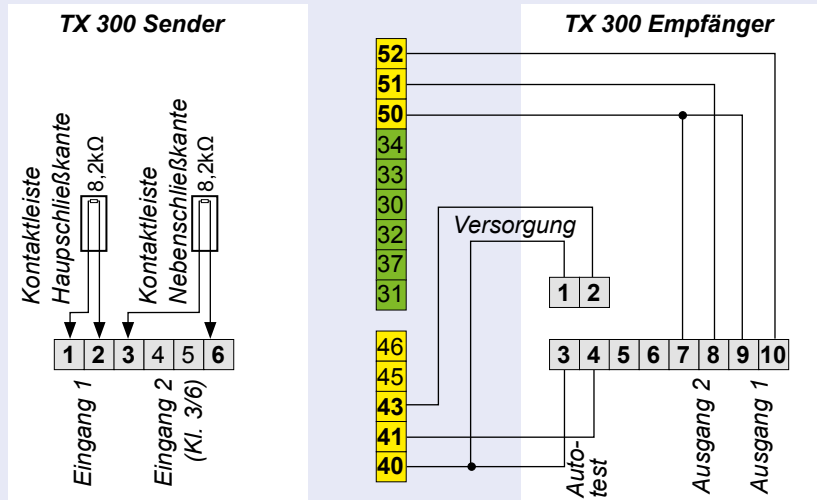 TX 300 Sender
TX 300 Empfänger
Kontaktleiste
Haupschließkante
8,2kΩ
Kontaktleiste
Nebenschließkante
8,2kΩ
1 2 3 4 5 6
Eingang 1
Eingang 2
(Kl. 3/6)
52
51
50
34
33
30
32
37
31
46
45
43
41
40
Versorgung
1 2
3 4 5 6 7 8 9 10
Auto-
test
Ausgang 2
Ausgang 1